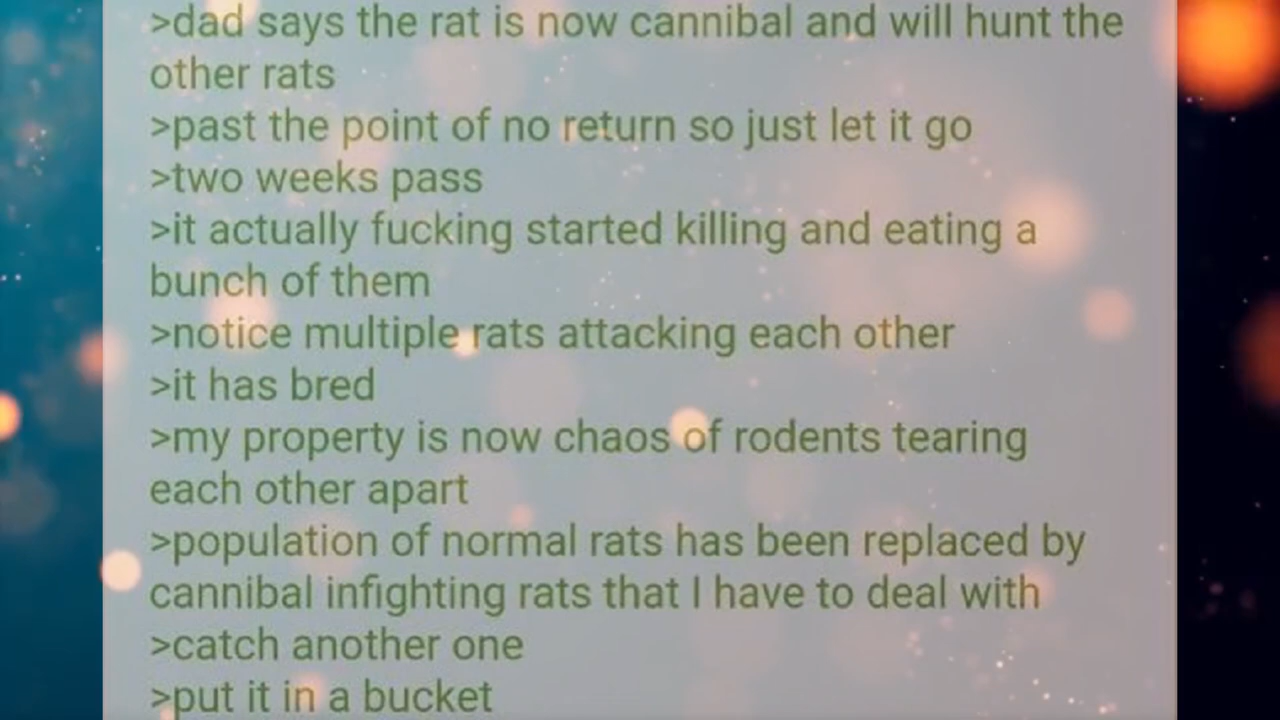 >dad says the rat is now cannibal and will hunt the
other rats
>past the point of no return so just let it go
>two weeks pass
>it actually fucking started killing and eating a
bunch of them
>notice multiple rats attacking each other
>it has bred
>my property is now chaos of rodents tearing
each other apart
>population of normal rats has been replaced by
cannibal infighting rats that I have to deal with
>catch another one
>put it in a bucket